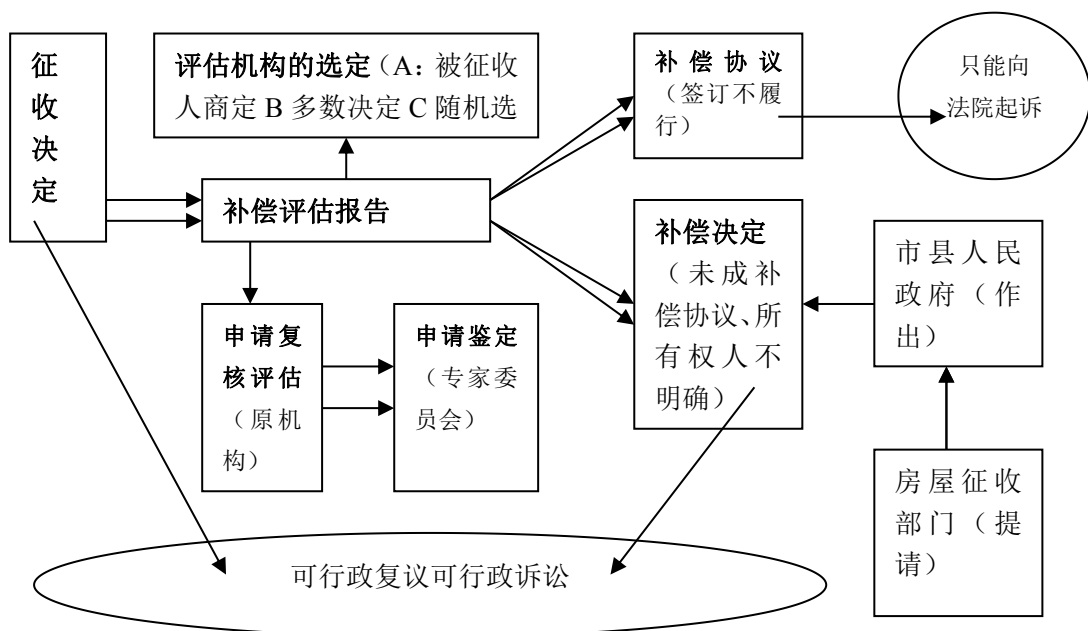 征
收
决
定
评估机构的选定（A：被征收
人商定 B 多数决定 C 随机选
补偿协议
（签订不履
行）
只能向
法院起诉
补偿评估报告
补偿决定
（未成补
偿协议、所
有权人不
明确）
市县人民
政府（作
出）
申请复
核评估
（原机
构）
申请鉴定
（专家委
员会）
房屋征收
部门（提
请）
可行政复议可行政诉讼